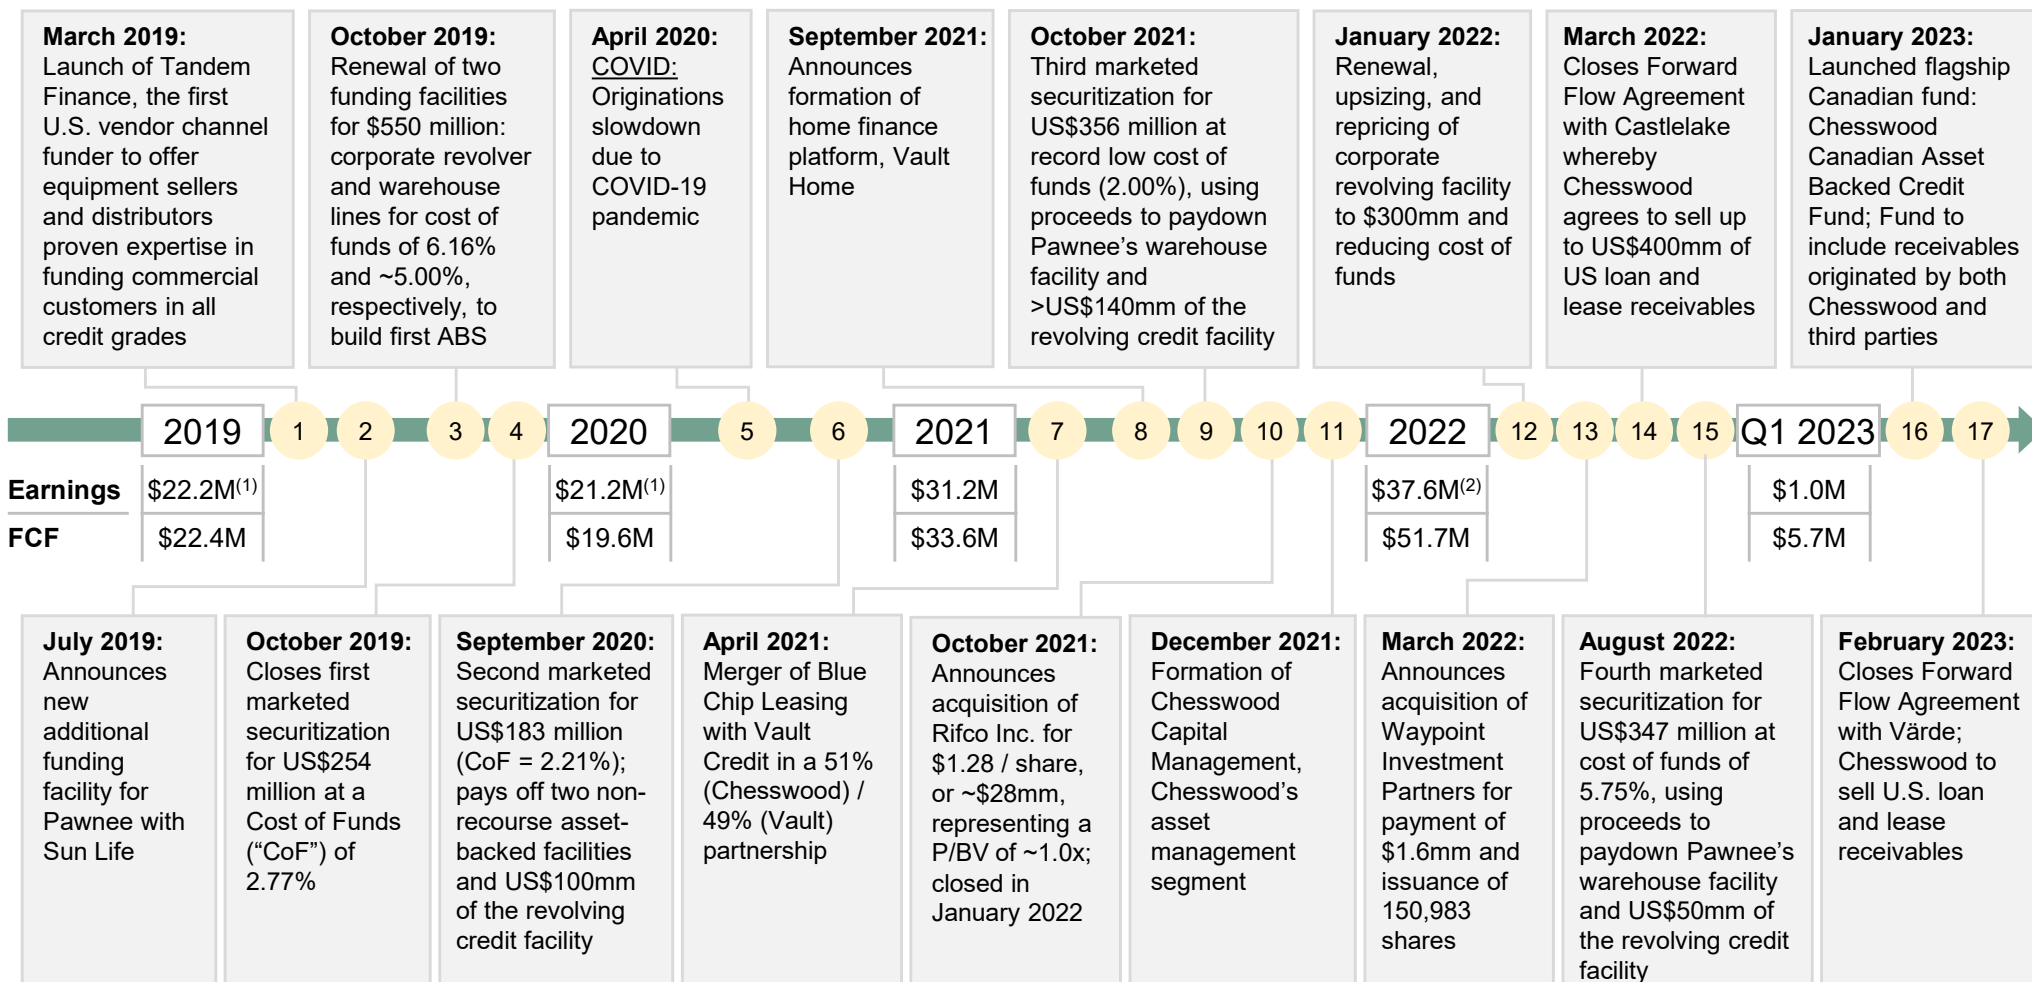 March 2019:
Launch of Tandem
Finance, the first
U.S. vendor channel
funder to offer
equipment sellers
and distributors
proven expertise in
funding commercial
customers in all
credit grades
October 2019:
Renewal of two
funding facilities
for $550 million:
corporate revolver
and warehouse
lines for cost of
funds of 6.16%
and ~5.00%,
respectively, to
build first ABS
April 2020:
COVID:
Originations
slowdown
due to
COVID-19
pandemic
September 2021:
Announces
formation of
home finance
platform, Vault
Home
October 2021:
Third marketed
securitization for
US$356 million at
record low cost of
funds (2.00%), using
proceeds to paydown
Pawnee's warehouse
facility and
>US$140mm of the
revolving credit facility
January 2022:
Renewal,
upsizing, and
repricing of
corporate
revolving facility
to $300mm and
reducing cost of
funds
March 2022:
Closes Forward
Flow Agreement
with Castlelake
whereby
Chesswood
agrees to sell up
to US$400mm of
US loan and
lease receivables
January 2023:
Launched flagship
Canadian fund:
Chesswood
Canadian Asset
Backed Credit
Fund; Fund to
include receivables
originated by both
Chesswood and
third parties
2019 1 2 3 4 2020 5 6 2021 7 8 9 10 11 2022 12 13 14 15 Q1 2023 16 17
Earnings $22.2M(1) $21.2M(1) $31.2M $37.6M(2) $1.0M
FCF $22.4M $19.6M $33.6M $51.7M $5.7M
July 2019:
Announces
new
additional
funding
facility for
Pawnee with
Sun Life
October 2019:
Closes first
marketed
securitization
for US$254
million at a
Cost of Funds
("CoF") of
2.77%
September 2020:
Second marketed
securitization for
US$183 million
(CoF = 2.21%);
pays off two non-
recourse asset-
backed facilities
and US$100mm
of the revolving
credit facility
April 2021:
Merger of Blue
Chip Leasing
with Vault
Credit in a 51%
(Chesswood) /
49% (Vault)
partnership
October 2021:
Announces
acquisition of
Rifco Inc. for
$1.28 / share,
or ~$28mm,
representing a
P/BV of ~1.0x;
closed in
January 2022
December 2021:
Formation of
Chesswood
Capital
Management,
Chesswood's
asset
management
segment
March 2022:
Announces
acquisition of
Waypoint
Investment
Partners for
payment of
$1.6mm and
issuance of
150,983
shares
August 2022:
Fourth marketed
securitization for
US$347 million at
cost of funds of
5.75%, using
proceeds to
paydown Pawnee's
warehouse facility
and US$50mm of
the revolving credit
facility
February 2023:
Closes Forward
Flow Agreement
with Värde;
Chesswood to
sell U.S. loan
and lease
receivables